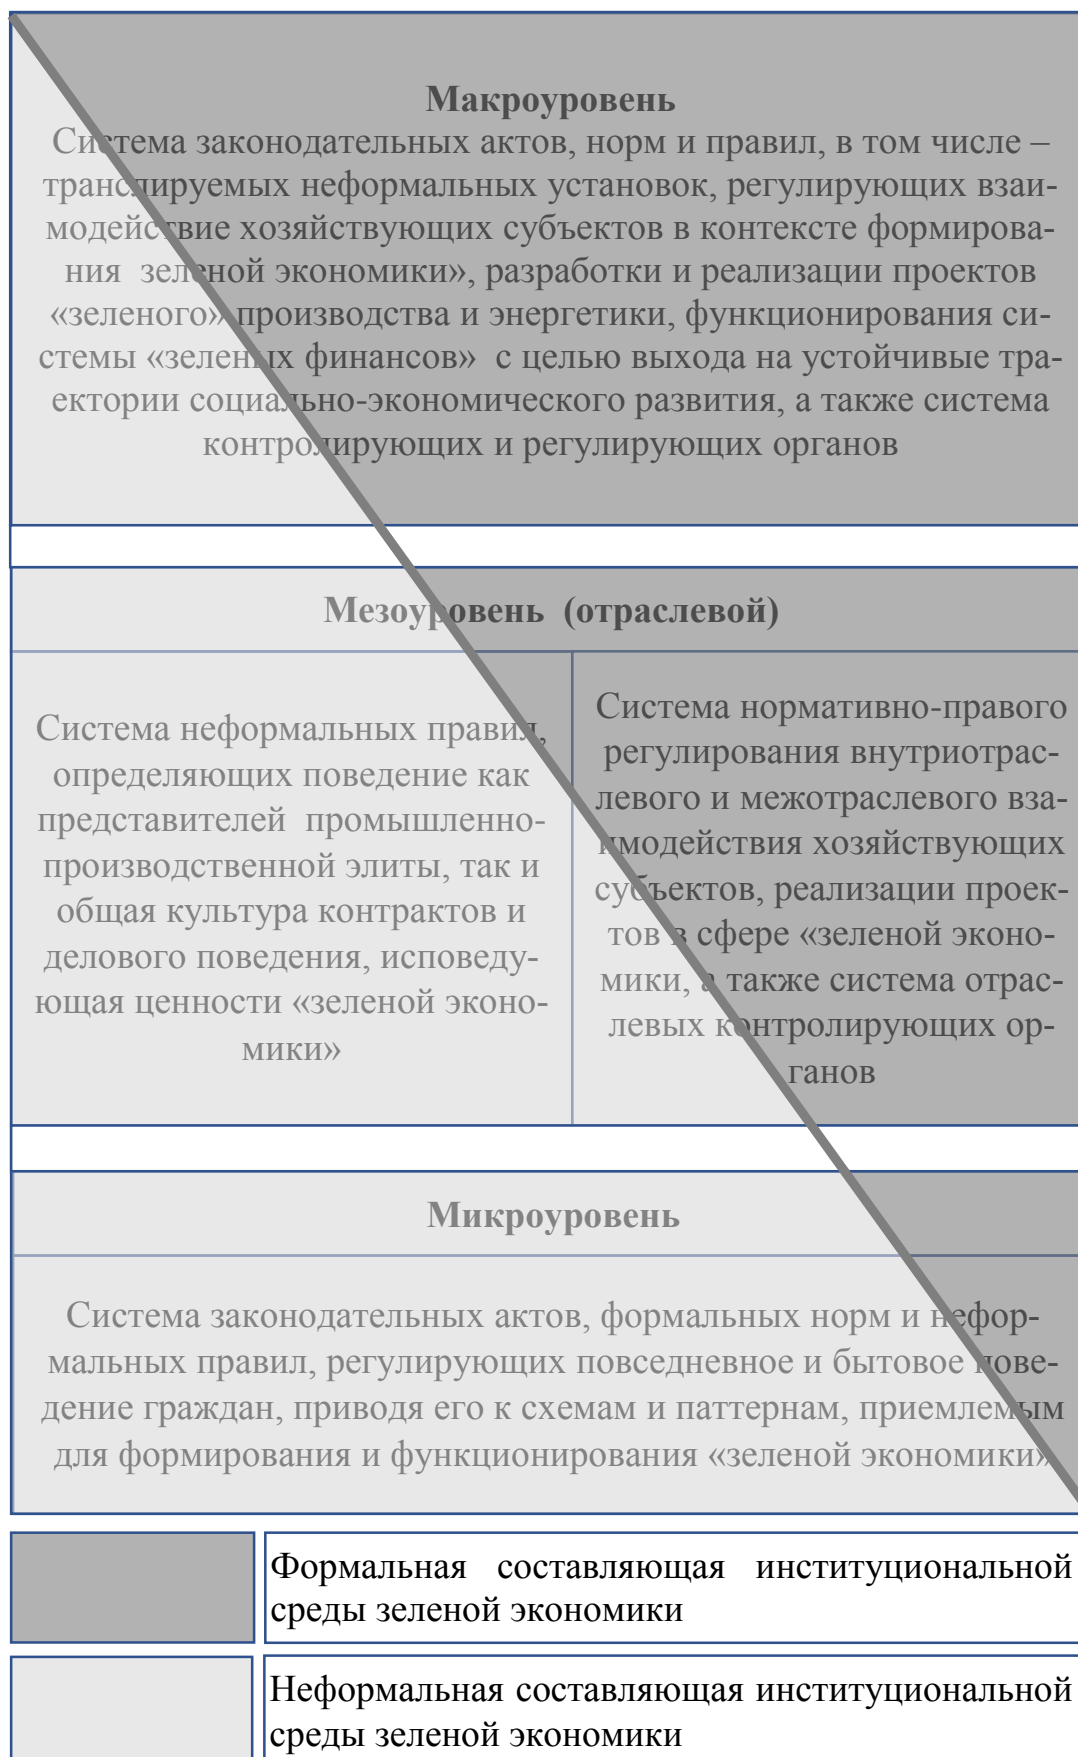 Макроуровень
Система законодательных актов, норм и правил, в том числе –
транслируемых неформальных установок, регулирующих взаи-
модействие хозяйствующих субъектов в контексте формирова-
ния зеленой экономики», разработки и реализации проектов
«зеленого» производства и энергетики, функционирования си-
стемы «зеленых финансов» с целью выхода на устойчивые тра-
ектории социально-экономического развития, а также система
контролирующих и регулирующих органов
Мезоуровень (отраслевой)
Система неформальных правил,
определяющих поведение как
представителей промышленно-
производственной элиты, так и
общая культура контрактов и
делового поведения, исповеду-
ющая ценности «зеленой эконо-
мики»
Система нормативно-правого
регулирования внутриотрас-
левого и межотраслевого вза-
имодействия хозяйствующих
субъектов, реализации проек-
тов в сфере «зеленой эконо-
мики, а также система отрас-
левых контролирующих ор-
ганов
Микроуровень
Система законодательных актов, формальных норм и нефор-
мальных правил, регулирующих повседневное и бытовое пове-
дение граждан, приводя его к схемам и паттернам, приемлемым
для формирования и функционирования «зеленой экономики»
Формальная составляющая институциональной
среды зеленой экономики
Неформальная составляющая институциональной
среды зеленой экономики